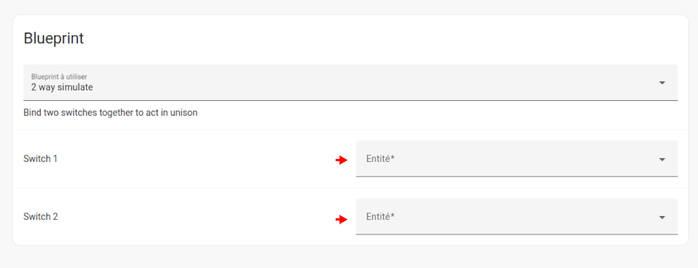 Blueprint
Blueprint à utiliser
2 way simulate
Bind two switches together to act in unison
Switch 1
Entité*
Switch 2
Entité*